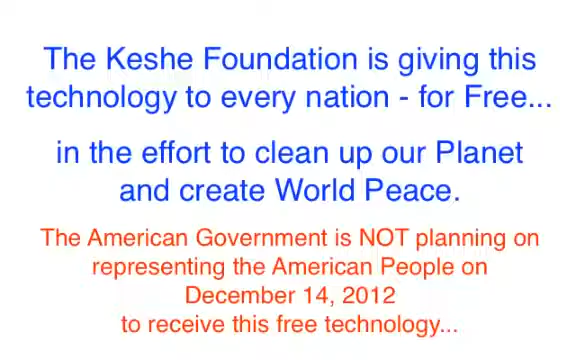 The Keshe Foundation is giving this
technology to every nation - for Free...
in the effort to clean up our Planet
and create World Peace.
The American Government is NOT planning on
representing the American People on
December 14, 2012
to receive this free technology...